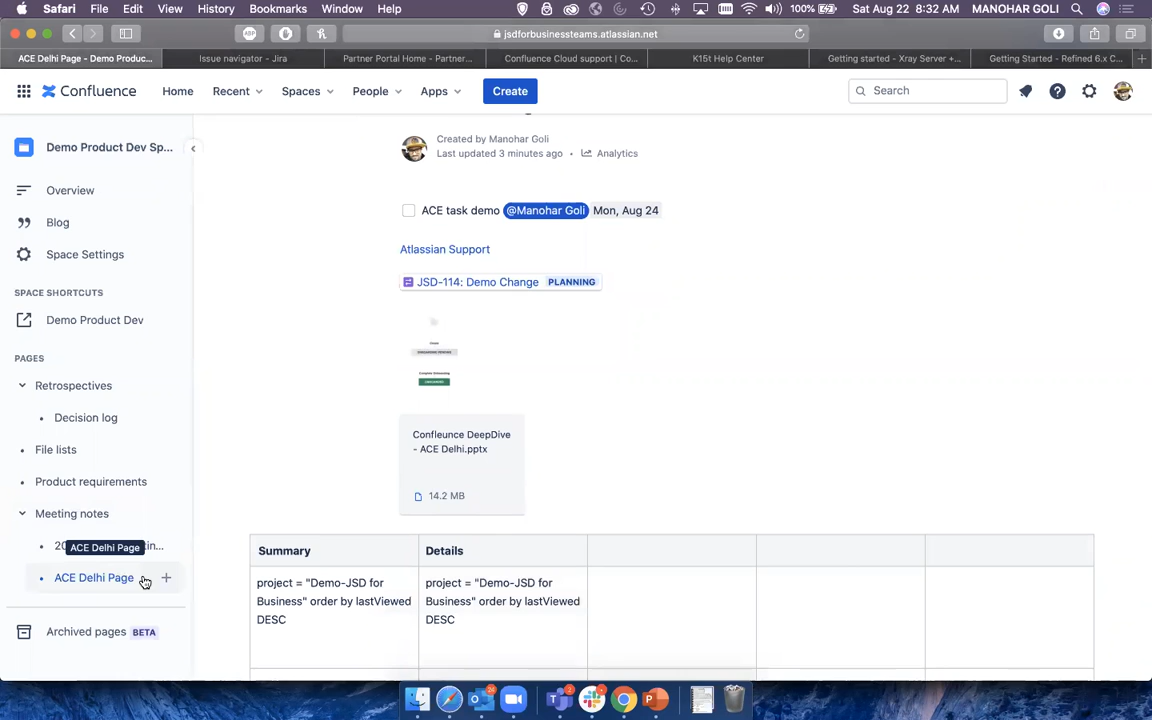 Safari File Edit View History Bookmarks Window Help 100% Sat Aug 22 8:32 AM MANOHAR GOLI
jsdforbusinessteams.atlassian.net
ACE Delhi Page - Demo Produc... Issue navigator - Jira Partner Portal Home - Partner... Confluence Cloud support | Co... K15t Help Center Getting started - Xray Server +... Getting Started - Refined 6.x C...
Confluence Home Recent Spaces People Apps Create Search
Demo Product Dev Sp...
Overview
Blog
Space Settings
SPACE SHORTCUTS
Demo Product Dev
PAGES
Retrospectives
Decision log
File lists
Product requirements
Meeting notes
ACE Delhi Page
ACE Delhi Page
Archived pages BETA
Created by Manohar Goli
Last updated 3 minutes ago • Analytics
ACE task demo @Manohar Goli Mon, Aug 24
Atlassian Support
JSD-114: Demo Change PLANNING
Confleunce DeepDive
- ACE Delhi.pptx
14.2 MB
Summary Details
project = "Demo-JSD for project = "Demo-JSD for
Business" order by lastViewed Business" order by lastViewed
DESC DESC